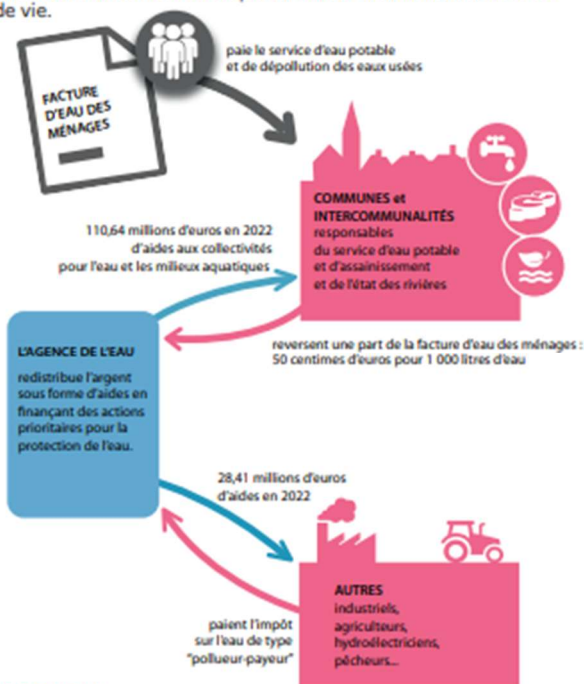 de vie.
FACTURE
D'EAU DES
MÉNAGES
paie le service d'eau potable
et de dépollution des eaux usées
COMMUNES et
INTERCOMMUNALITÉS
responsables
du service d'eau potable
et d'assainissement
et de l'état des rivières
110,64 millions d'euros en 2022
d'aides aux collectivités
pour l'eau et les milieux aquatiques
reversent une part de la facture d'eau des ménages :
50 centimes d'euros pour 1 000 litres d'eau
L'AGENCE DE L'EAU
redistribue l'argent
sous forme d'aides en
finançant des actions
prioritaires pour la
protection de l'eau.
28,41 millions d'euros
d'aides en 2022
paient l'impôt
sur l'eau de type
"pollueur-payeur"
AUTRES
industriels,
agriculteurs,
hydroélectriciens,
pêcheurs...